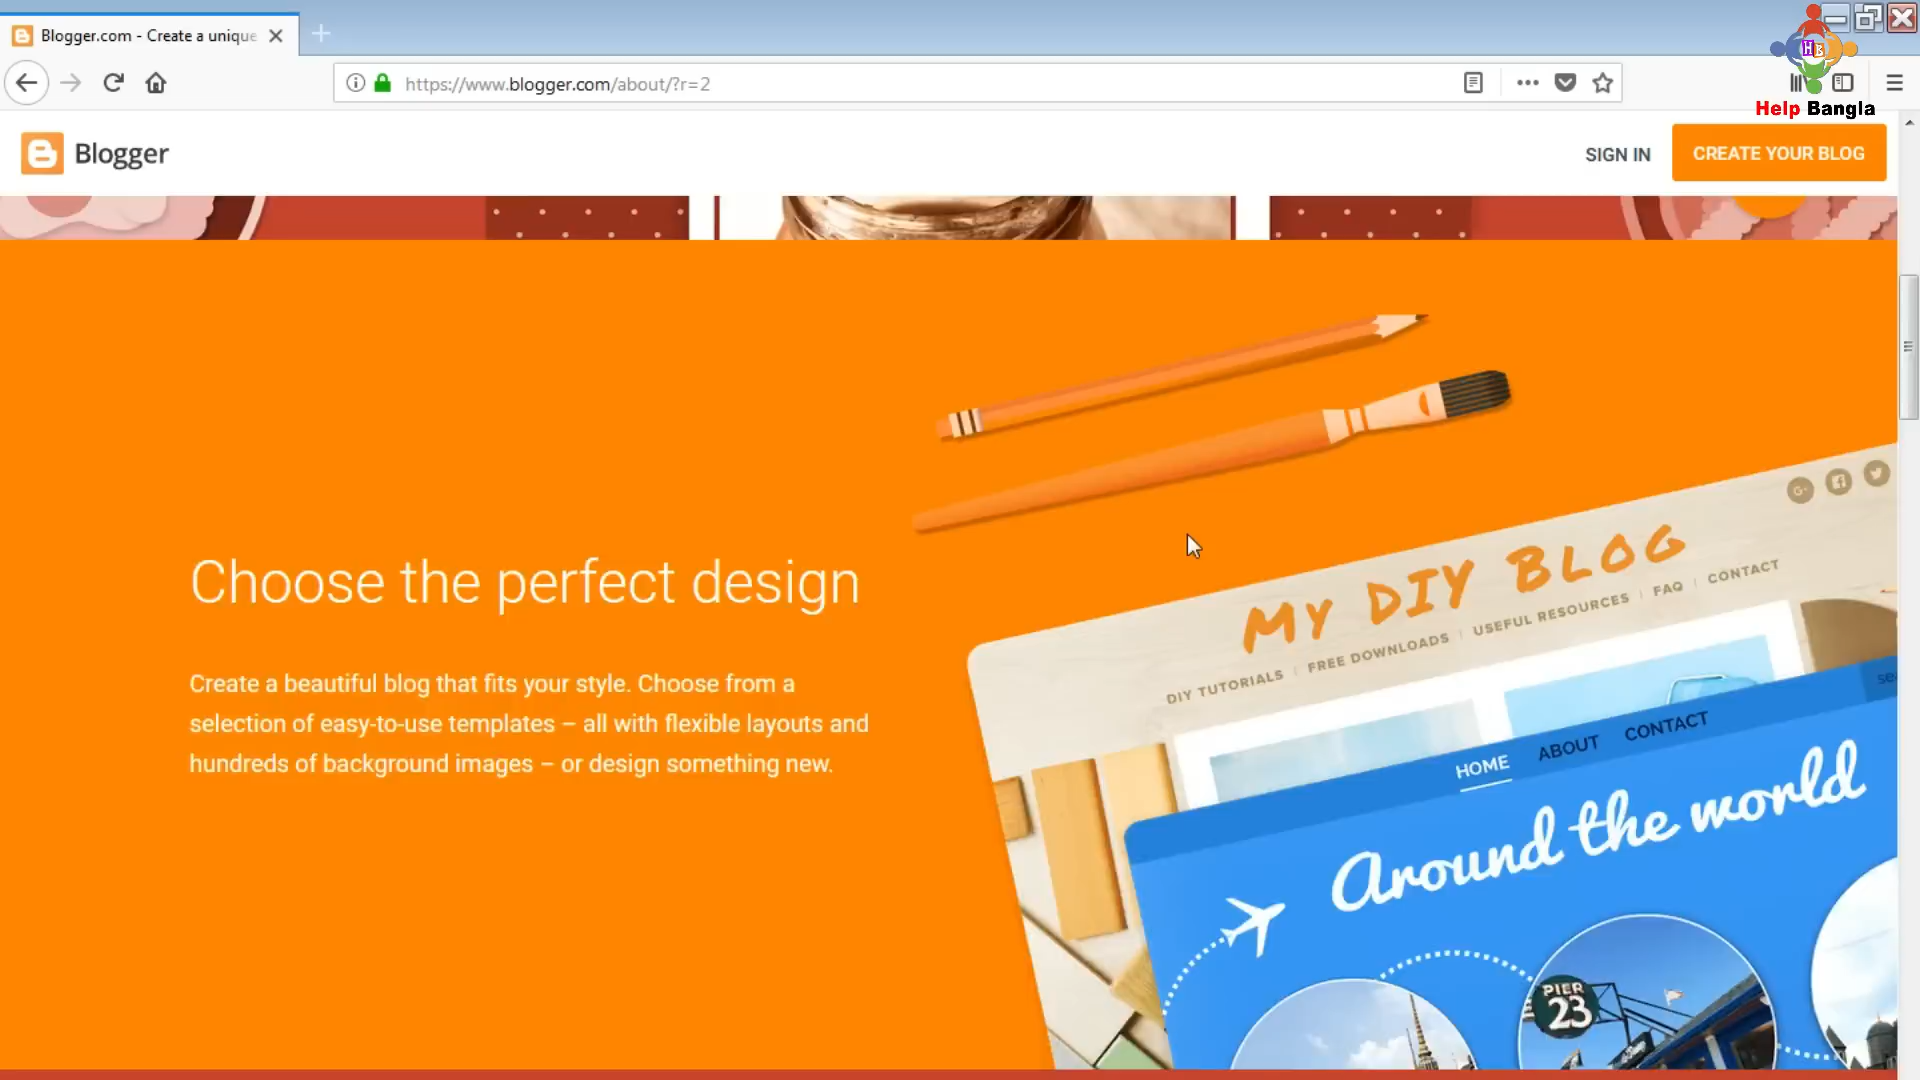 Blogger.com - Create a unique
https://www.blogger.com/about/?r=2
HB
Help Bangla
Blogger
SIGN IN
CREATE YOUR BLOG
Choose the perfect design
Create a beautiful blog that fits your style. Choose from a
selection of easy-to-use templates – all with flexible layouts and
hundreds of background images – or design something new.
G+
MY DIY BLOG
DIY TUTORIALS | FREE DOWNLOADS | USEFUL RESOURCES | FAQ | CONTACT
HOME ABOUT CONTACT
Around the world
PIER
23